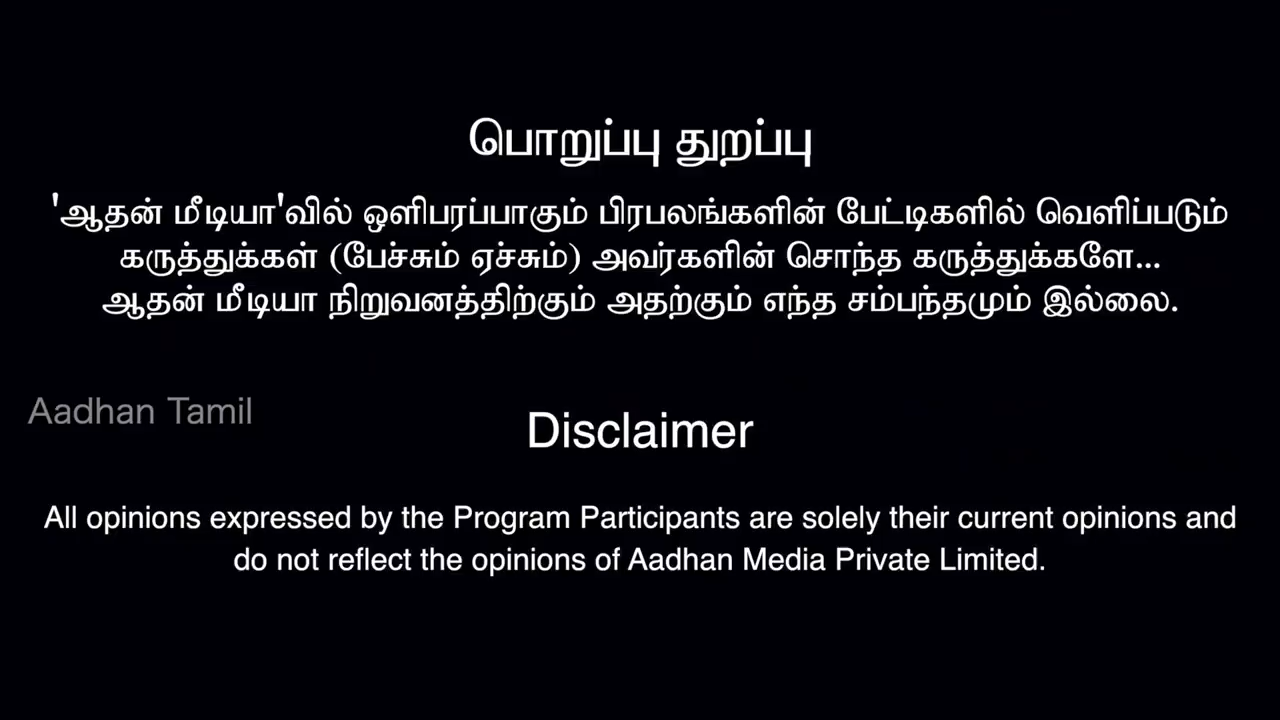 பொறுப்பு துறப்பு
'ஆதன் மீடியா'வில் ஒளிபரப்பாகும் பிரபலங்களின் பேட்டிகளில் வெளிப்படும்
கருத்துக்கள் (பேச்சும் ஏச்சும்) அவர்களின் சொந்த கருத்துக்களே...
ஆதன் மீடியா நிறுவனத்திற்கும் அதற்கும் எந்த சம்பந்தமும் இல்லை.
Aadhan Tamil
Disclaimer
All opinions expressed by the Program Participants are solely their current opinions and
do not reflect the opinions of Aadhan Media Private Limited.